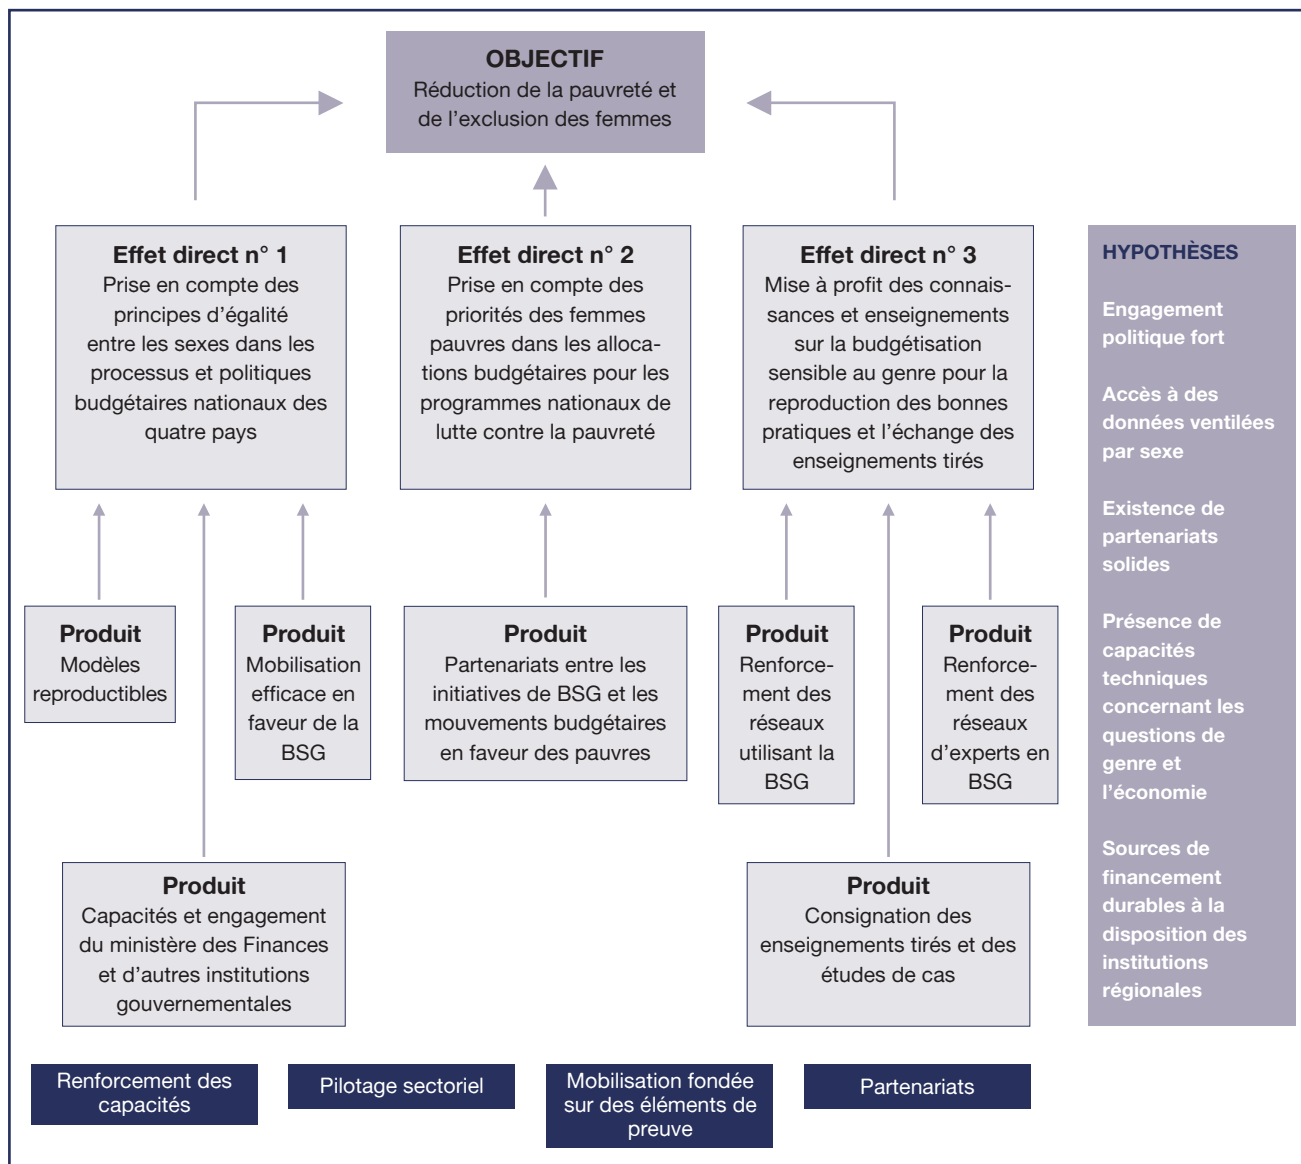 OBJECTIF
Réduction de la pauvreté et
de l'exclusion des femmes
Effet direct n° 1
Prise en compte des
principes d'égalité
entre les sexes dans les
processus et politiques
budgétaires nationaux des
quatre pays
Effet direct n° 2
Prise en compte des
priorités des femmes
pauvres dans les alloca-
tions budgétaires pour les
programmes nationaux de
lutte contre la pauvreté
Effet direct n° 3
Mise à profit des connais-
sances et enseignements
sur la budgétisation
sensible au genre pour la
reproduction des bonnes
pratiques et l'échange des
enseignements tirés
HYPOTHÈSES
Engagement
politique fort
Accès à des
données ventilées
par sexe
Existence de
partenariats
solides
Présence de
capacités
techniques
concernant les
questions de
genre et
l'économie
Sources de
financement
durables à la
disposition des
institutions
régionales
Produit
Modèles
reproductibles
Produit
Mobilisation
efficace en
faveur de la
BSG
Produit
Partenariats entre les
initiatives de BSG et les
mouvements budgétaires
en faveur des pauvres
Produit
Renforce-
ment des
réseaux
utilisant la
BSG
Produit
Renforce-
ment des
réseaux
d'experts en
BSG
Produit
Capacités et engagement
du ministère des Finances
et d'autres institutions
gouvernementales
Produit
Consignation des
enseignements tirés et des
études de cas
Renforcement des
capacités
Pilotage sectoriel
Mobilisation fondée
sur des éléments de
preuve
Partenariats